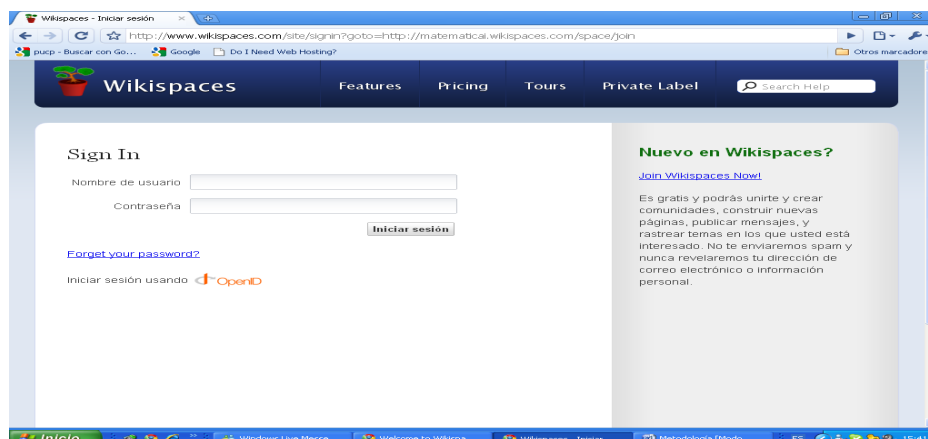 Wikispaces - Iniciar sesión
http://www.wikispaces.com/site/signin?goto=http://matematical.wikispaces.com/space/join
pucp - Buscar con Go... Google Do I Need Web Hosting? Otros marcadore
Wikispaces Features Pricing Tours Private Label Search Help
Sign In
Nombre de usuario
Contraseña
Iniciar sesión
Forget your password?
Iniciar sesión usando OpenID
Nuevo en Wikispaces?
Join Wikispaces Now!
Es gratis y podrás unirte y crear
comunidades, construir nuevas
páginas, publicar mensajes, y
rastrear temas en los que usted está
interesado. No te enviaremos spam y
nunca revelaremos tu dirección de
correo electrónico o información
personal.
Inicio Windows Live Messe... Welcome to Wikispa... Wikispaces - Iniciar... Metodología [Modo... ES 15:41